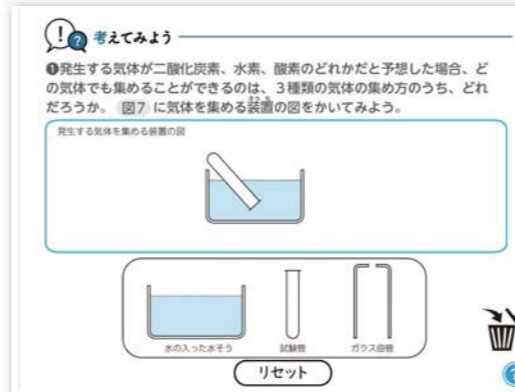 考えてみよう
❶発生する気体が二酸化炭素、水素、酸素のどれかだと予想した場合、ど
の気体でも集めることができるのは、3種類の気体の集め方のうち、どれ
だろうか。 図7 に気体を集める装置の図をかいてみよう。
発生する気体を集める装置の図
水の入った水そう 試験管 ガラス曲管
リセット